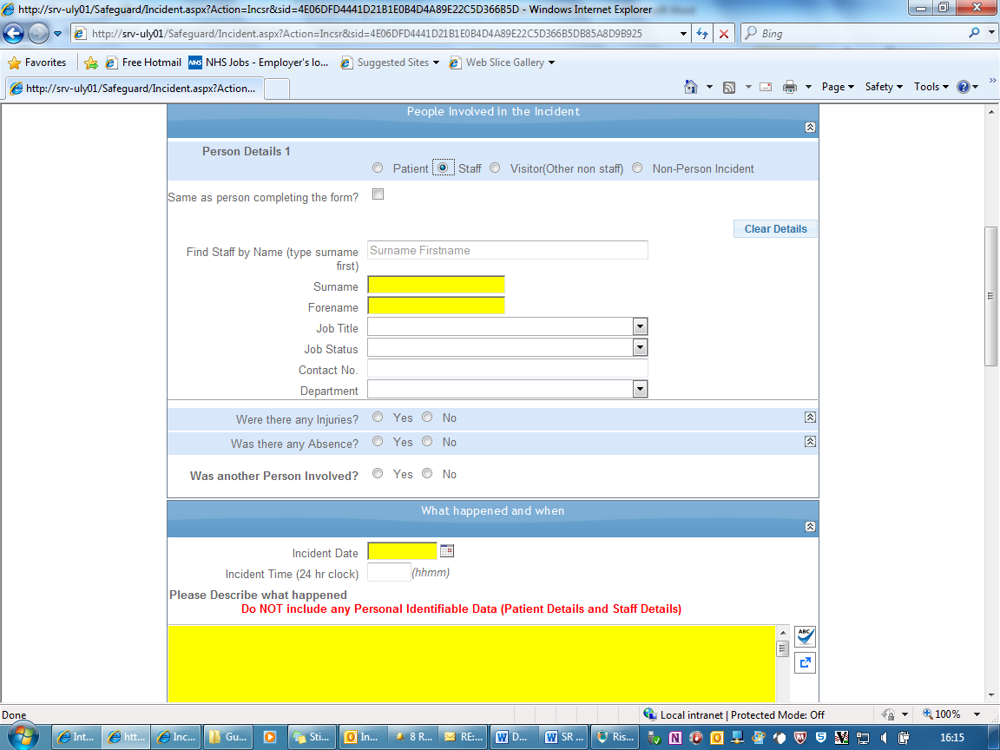 http://srv-uly01/Safeguard/Incident.aspx?Action=Incsr&sid=4E06DFD4441D21B1E0B4D4A89E22C5D366B5D - Windows Internet Explorer
http://srv-uly01/Safeguard/Incident.aspx?Action=Incsr&sid=4E06DFD4441D21B1E0B4D4A89E22C5D366B5DB85A8D9B925
Bing
Favorites Free Hotmail NHS NHS Jobs - Employer's lo... Suggested Sites Web Slice Gallery
http://srv-uly01/Safeguard/Incident.aspx?Action... Page Safety Tools
People Involved in the Incident
Person Details 1
Patient Staff Visitor(Other non staff) Non-Person Incident
Same as person completing the form?
Clear Details
Find Staff by Name (type surname first) Surname Firstname
Surname
Forename
Job Title
Job Status
Contact No.
Department
Were there any Injuries? Yes No
Was there any Absence? Yes No
Was another Person Involved? Yes No
What happened and when
Incident Date
Incident Time (24 hr clock) (hhmm)
Please Describe what happened
Do NOT include any Personal Identifiable Data (Patient Details and Staff Details)
ABC
Done Local intranet | Protected Mode: Off 100%
Int... htt... Inc... Gu... Sti... In... 8 R... RE:... D... SR ... Ris... 16:15